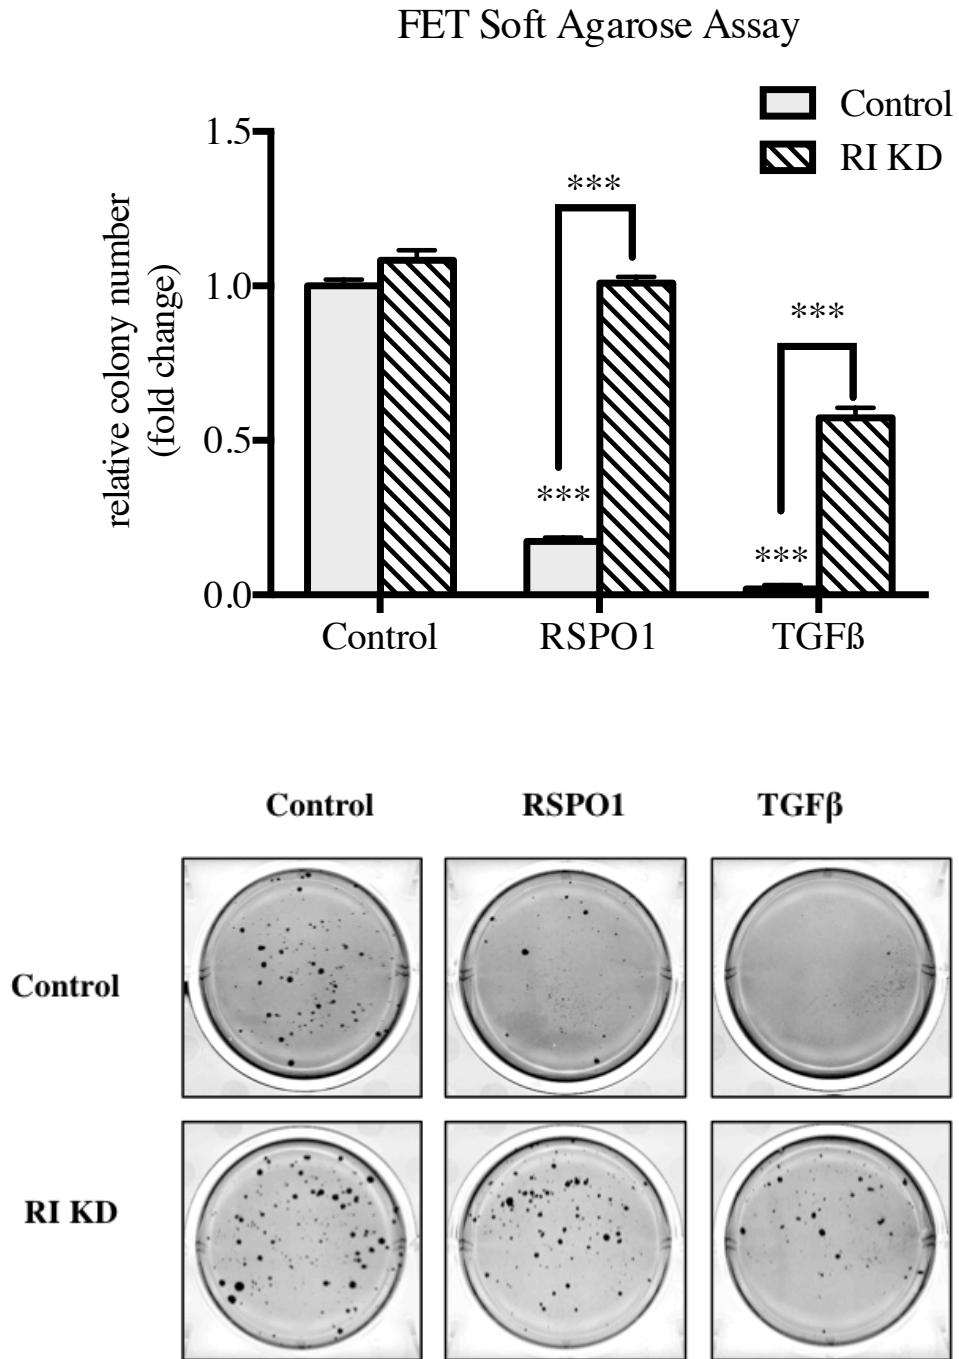 FET Soft Agarose Assay
Control
RI KD
relative colony number
(fold change)
1.5
1.0
0.5
0.0
***
***
***
***
Control RSPO1 TGFß
Control RSPO1 TGFβ
Control
RI KD